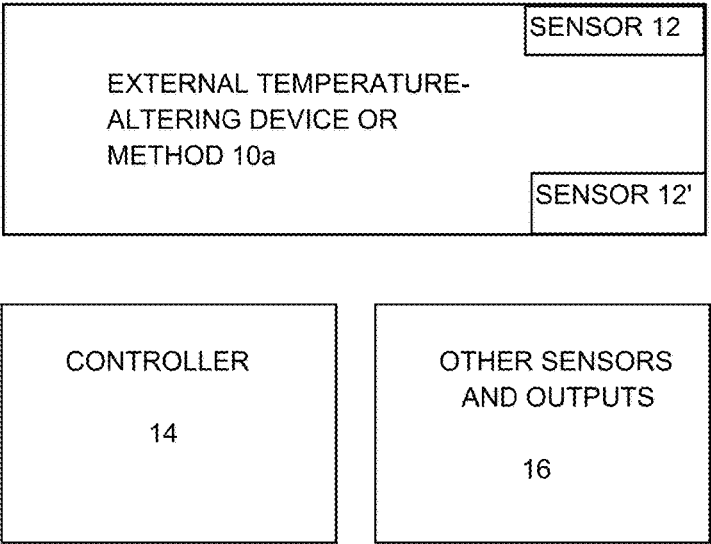 SENSOR 12
EXTERNAL TEMPERATURE-
ALTERING DEVICE OR
METHOD 10a
SENSOR 12'
CONTROLLER
14
OTHER SENSORS
AND OUTPUTS
16